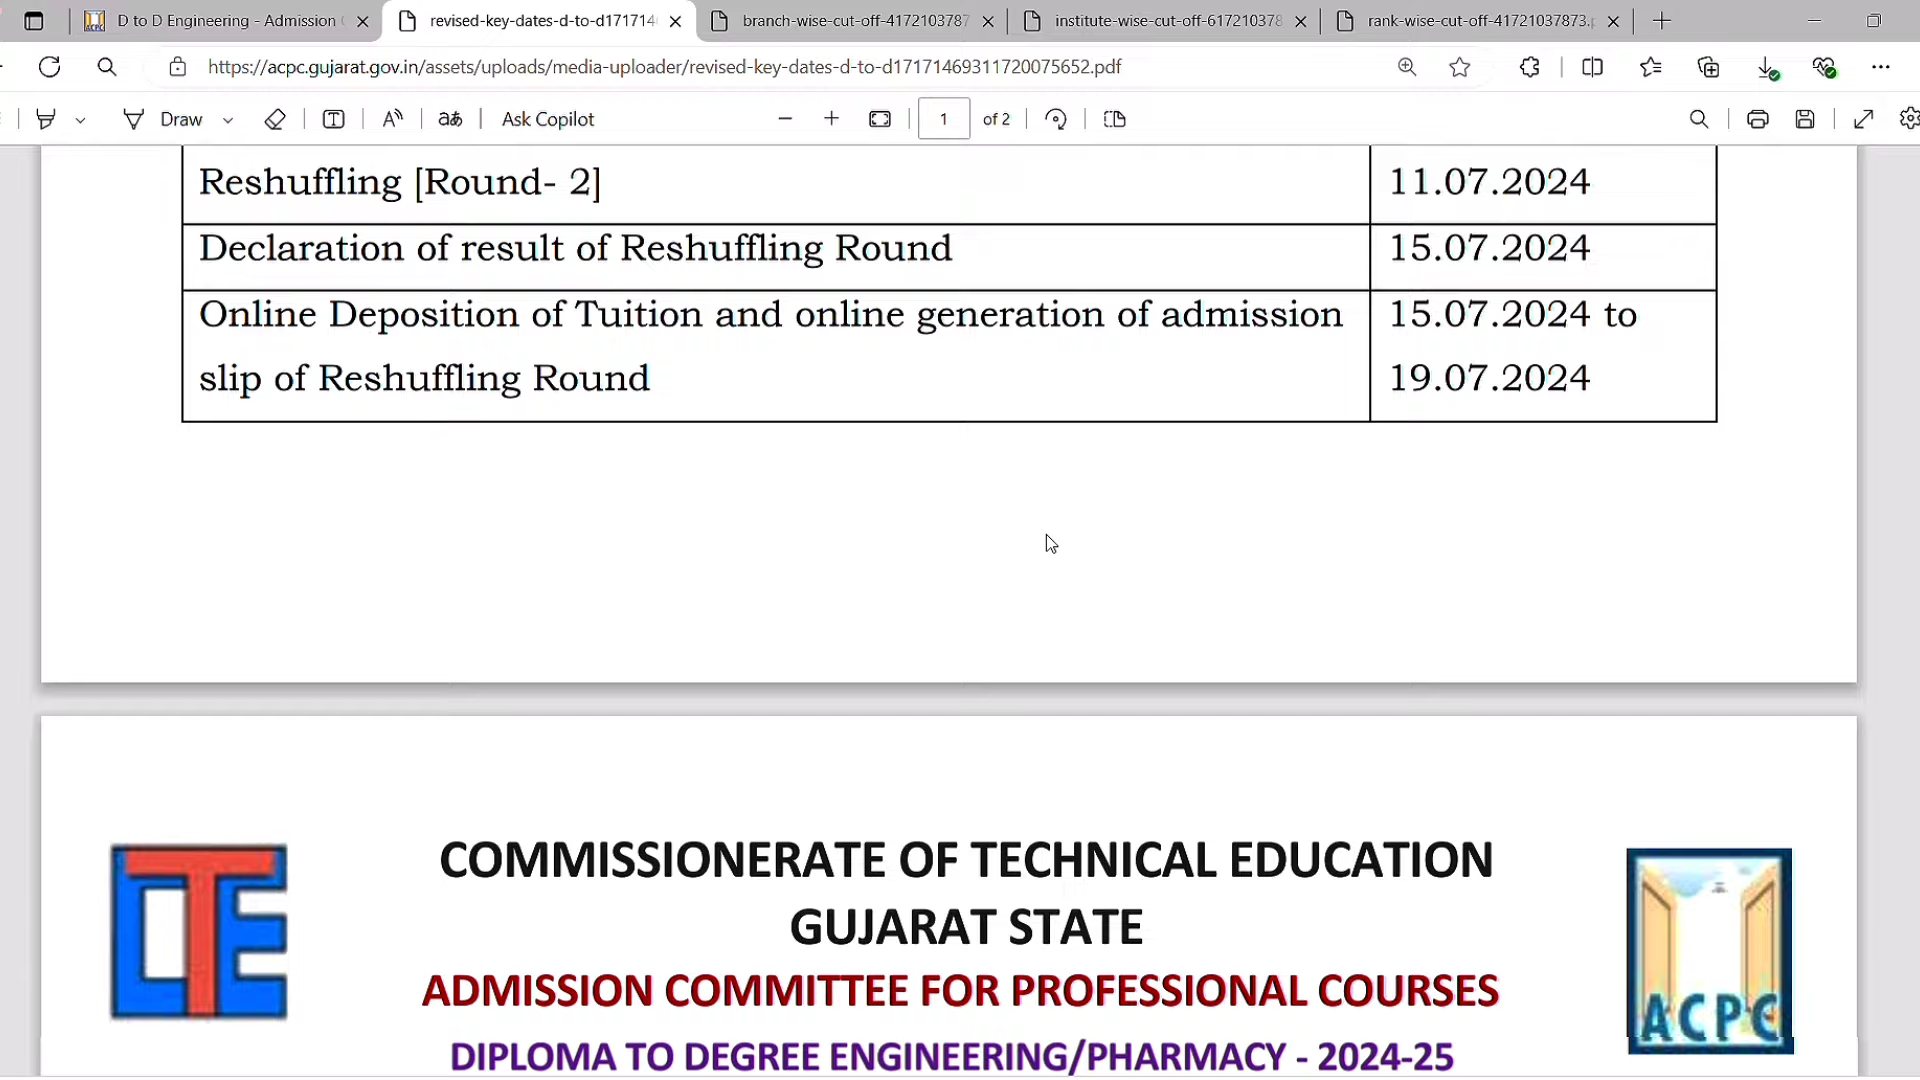 D to D Engineering - Admission
revised-key-dates-d-to-d171714
branch-wise-cut-off-4172103787
institute-wise-cut-off-617210378
rank-wise-cut-off-41721037873.p
https://acpc.gujarat.gov.in/assets/uploads/media-uploader/revised-key-dates-d-to-d17171469311720075652.pdf
Draw
aあ
Ask Copilot
1 of 2
Reshuffling [Round- 2] 11.07.2024
Declaration of result of Reshuffling Round 15.07.2024
Online Deposition of Tuition and online generation of admission 15.07.2024 to
slip of Reshuffling Round 19.07.2024
COMMISSIONERATE OF TECHNICAL EDUCATION
GUJARAT STATE
ADMISSION COMMITTEE FOR PROFESSIONAL COURSES
DIPLOMA TO DEGREE ENGINEERING/PHARMACY - 2024-25
CTE
ACPC